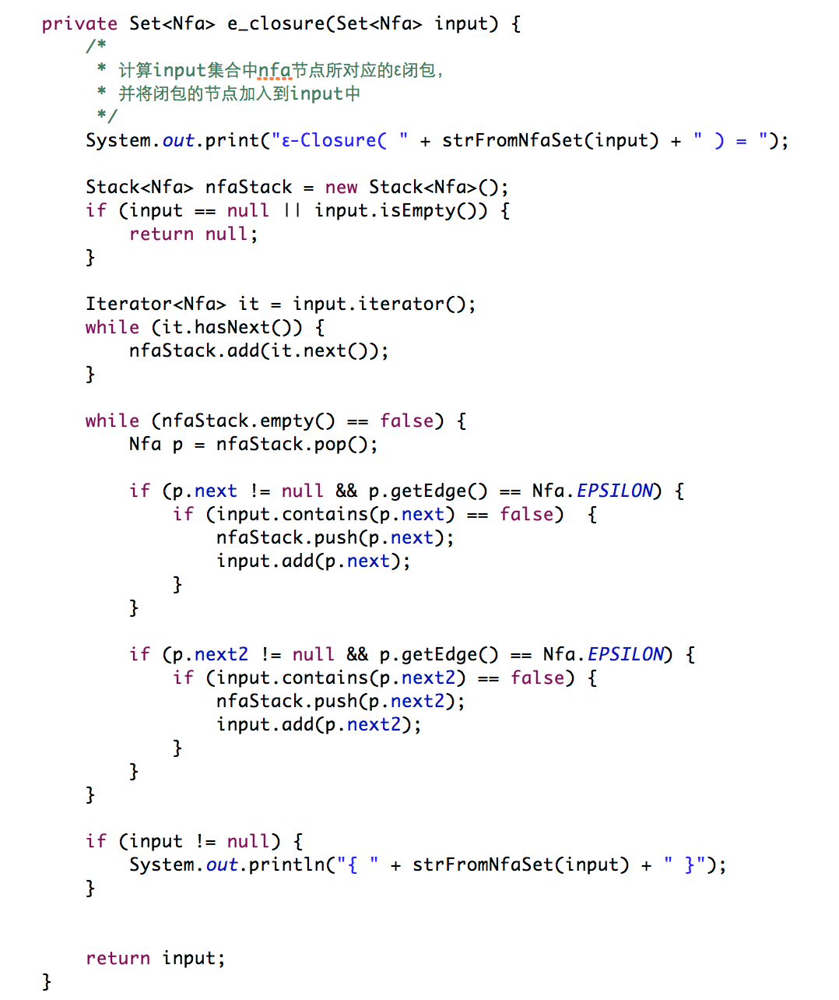 private Set<Nfa> e_closure(Set<Nfa> input) {
/*
* 计算input集合中nfa节点所对应的ε闭包,
* 并将闭包的节点加入到input中
*/
System.out.print("ε-Closure( " + strFromNfaSet(input) + " ) = ");
Stack<Nfa> nfaStack = new Stack<Nfa>();
if (input == null || input.isEmpty()) {
return null;
}
Iterator<Nfa> it = input.iterator();
while (it.hasNext()) {
nfaStack.add(it.next());
}
while (nfaStack.empty() == false) {
Nfa p = nfaStack.pop();
if (p.next != null && p.getEdge() == Nfa.EPSILON) {
if (input.contains(p.next) == false)  {
nfaStack.push(p.next);
input.add(p.next);
}
}
if (p.next2 != null && p.getEdge() == Nfa.EPSILON) {
if (input.contains(p.next2) == false) {
nfaStack.push(p.next2);
input.add(p.next2);
}
}
}
if (input != null) {
System.out.println("{ " + strFromNfaSet(input) + " }");
}
return input;
}